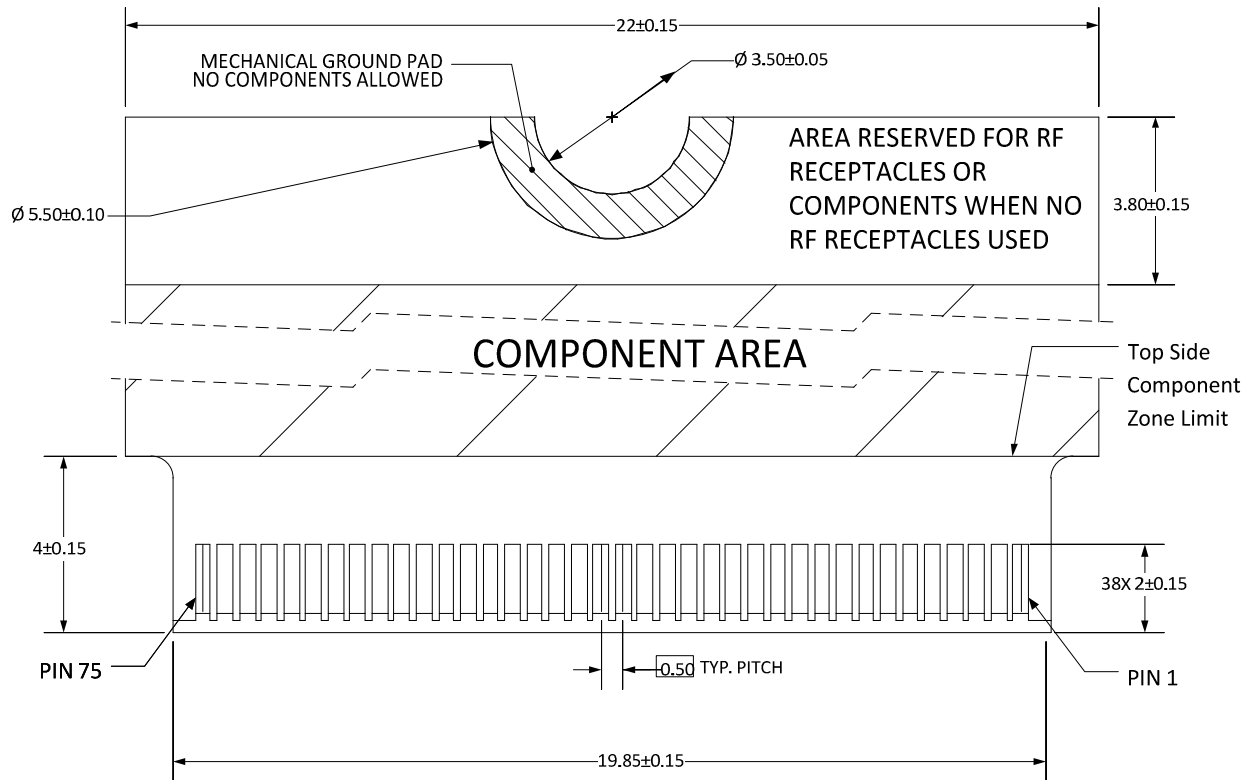 22±0.15
MECHANICAL GROUND PAD
NO COMPONENTS ALLOWED
Ø 3.50±0.05
AREA RESERVED FOR RF
RECEPTACLES OR
COMPONENTS WHEN NO
RF RECEPTACLES USED
3.80±0.15
Ø 5.50±0.10
COMPONENT AREA
Top Side
Component
Zone Limit
4±0.15
38X 2±0.15
PIN 75
0.50 TYP. PITCH
PIN 1
19.85±0.15